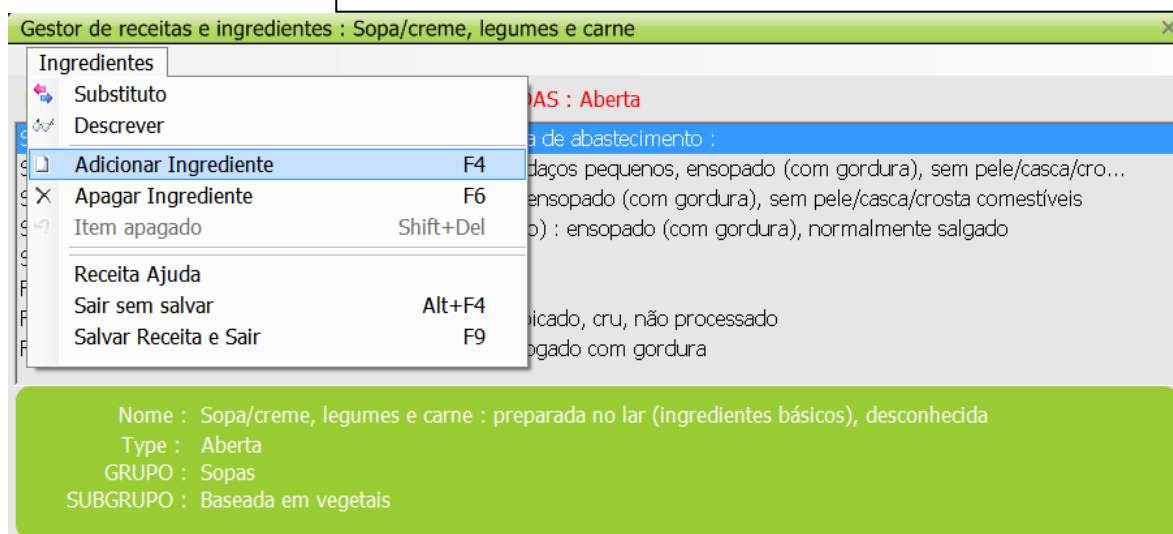 Gestor de receitas e ingredientes : Sopa/creme, legumes e carne
Ingredientes
Substituto
: Aberta
Descrever
de abastecimento :
Adicionar Ingrediente F4
pequenos, ensopado (com gordura), sem pele/casca/cro...
Apagar Ingrediente F6
ensopado (com gordura), sem pele/casca/crosta comestíveis
Item apagado Shift+Del
: ensopado (com gordura), normalmente salgado
Receita Ajuda
Sair sem salvar Alt+F4
cru, não processado
Salvar Receita e Sair F9
com gordura
Nome : Sopa/creme, legumes e carne : preparada no lar (ingredientes básicos), desconhecida
Type : Aberta
GRUPO : Sopas
SUBGRUPO : Baseada em vegetais